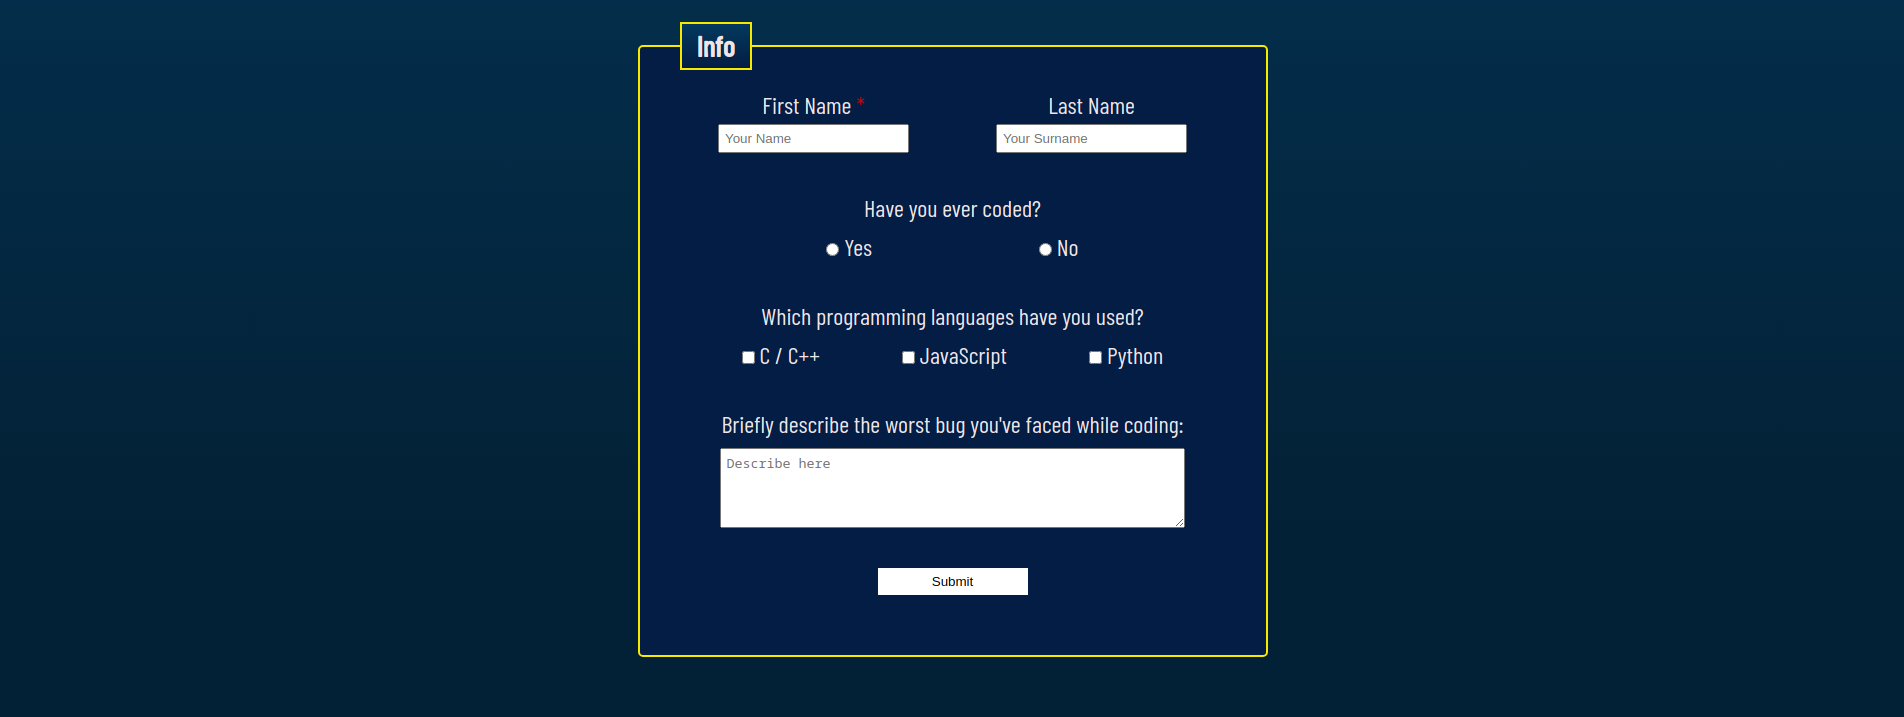 Info
First Name * Last Name
Your Name Your Surname
Have you ever coded?
Yes No
Which programming languages have you used?
C / C++ JavaScript Python
Briefly describe the worst bug you've faced while coding:
Describe here
Submit